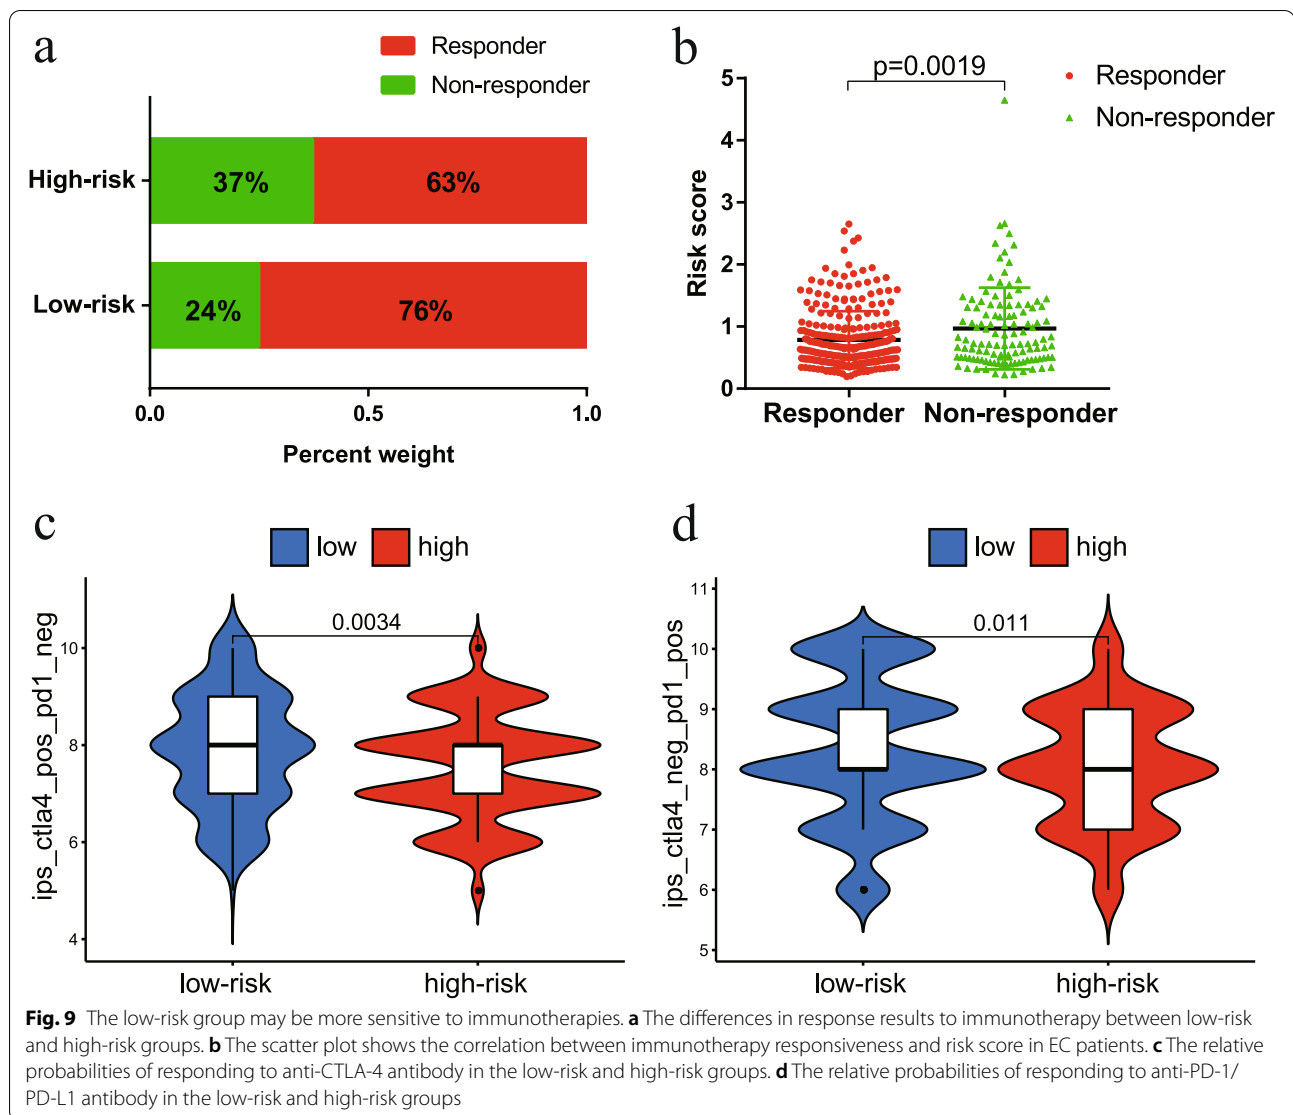 a
Responder
Non-responder
High-risk
37%
63%
Low-risk
24%
76%
0.0
0.5
1.0
Percent weight
b
p=0.0019
Responder
Non-responder
Risk score
5
4
3
2
1
0
Responder
Non-responder
c
low
high
ips_ctla4_pos_pd1_neg
0.0034
10
8
6
4
low-risk
high-risk
d
low
high
ips_ctla4_neg_pd1_pos
0.011
11
10
9
8
7
6
5
low-risk
high-risk
Fig. 9 The low-risk group may be more sensitive to immunotherapies. a The differences in response results to immunotherapy between low-risk
and high-risk groups. b The scatter plot shows the correlation between immunotherapy responsiveness and risk score in EC patients. c The relative
probabilities of responding to anti-CTLA-4 antibody in the low-risk and high-risk groups. d The relative probabilities of responding to anti-PD-1/
PD-L1 antibody in the low-risk and high-risk groups